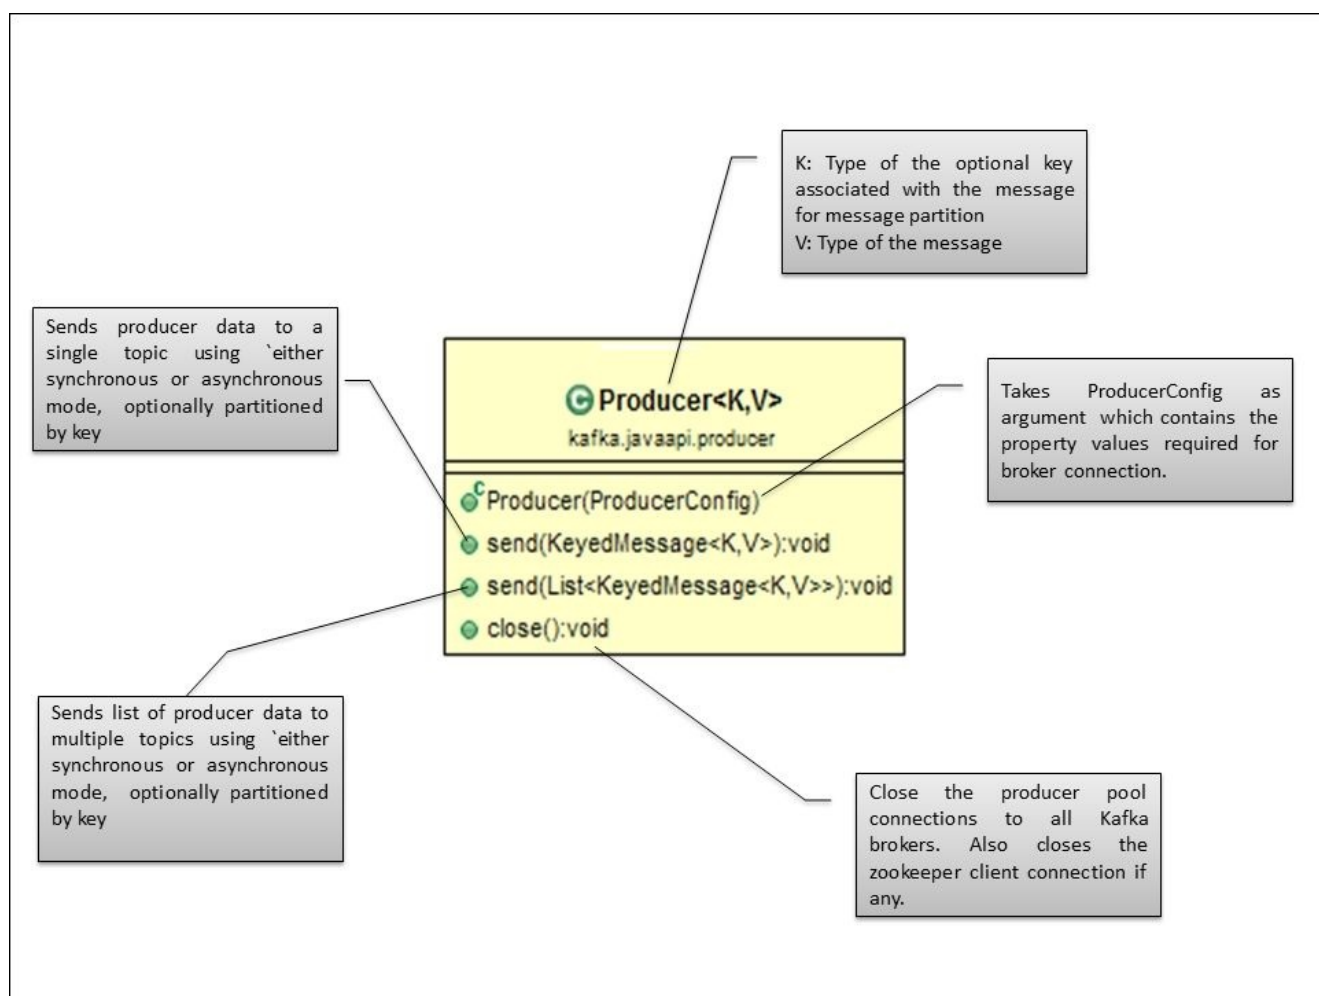 K: Type of the optional key
associated with the message
for message partition
V: Type of the message
Sends producer data to a
single topic using `either
synchronous or asynchronous
mode, optionally partitioned
by key
C Producer<K,V>
kafka.javaapi.producer
Takes ProducerConfig as
argument which contains the
property values required for
broker connection.
C Producer(ProducerConfig)
send(KeyedMessage<K,V>):void
send(List<KeyedMessage<K,V>>):void
close():void
Sends list of producer data to
multiple topics using `either
synchronous or asynchronous
mode, optionally partitioned
by key
Close the producer pool
connections to all Kafka
brokers. Also closes the
zookeeper client connection if
any.